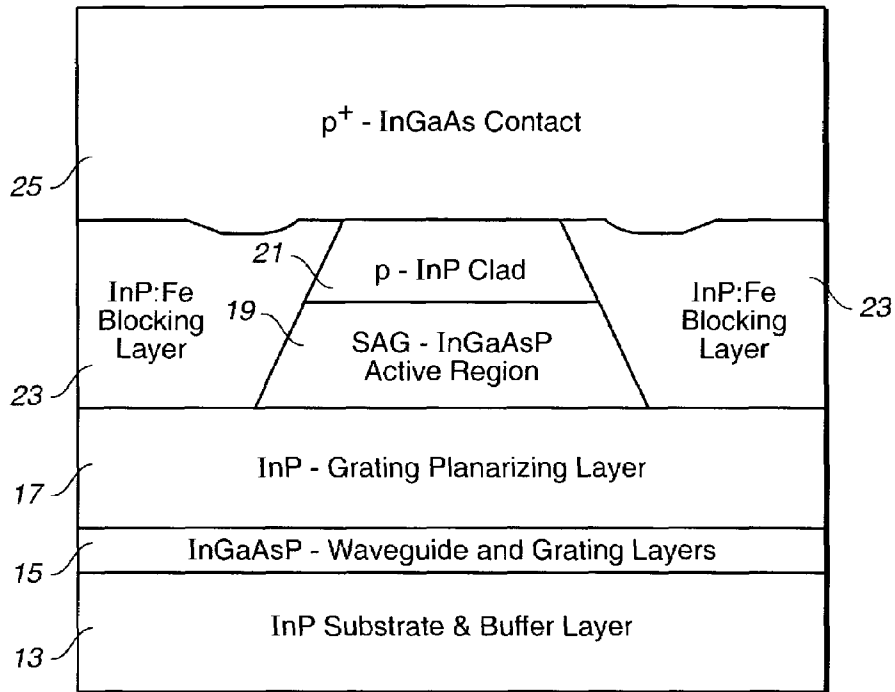 p+ - InGaAs Contact
25
21
p - InP Clad
InP:Fe
Blocking
Layer
19
SAG - InGaAsP
Active Region
InP:Fe
Blocking
Layer
23
23
InP - Grating Planarizing Layer
17
InGaAsP - Waveguide and Grating Layers
15
InP Substrate & Buffer Layer
13